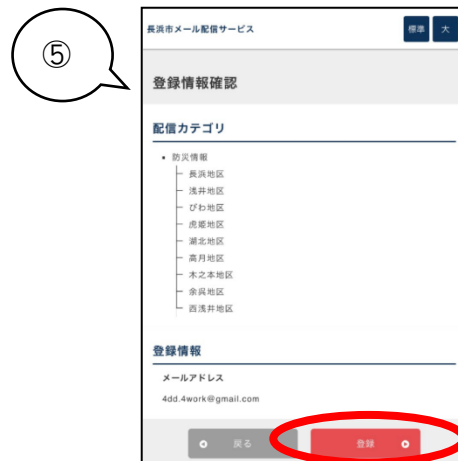 ⑤
長浜市メール配信サービス
標準 大
登録情報確認
配信カテゴリ
• 防災情報
長浜地区
浅井地区
びわ地区
虎姫地区
湖北地区
高月地区
木之本地区
余呉地区
西浅井地区
登録情報
メールアドレス
4dd.4work@gmail.com
戻る 登録